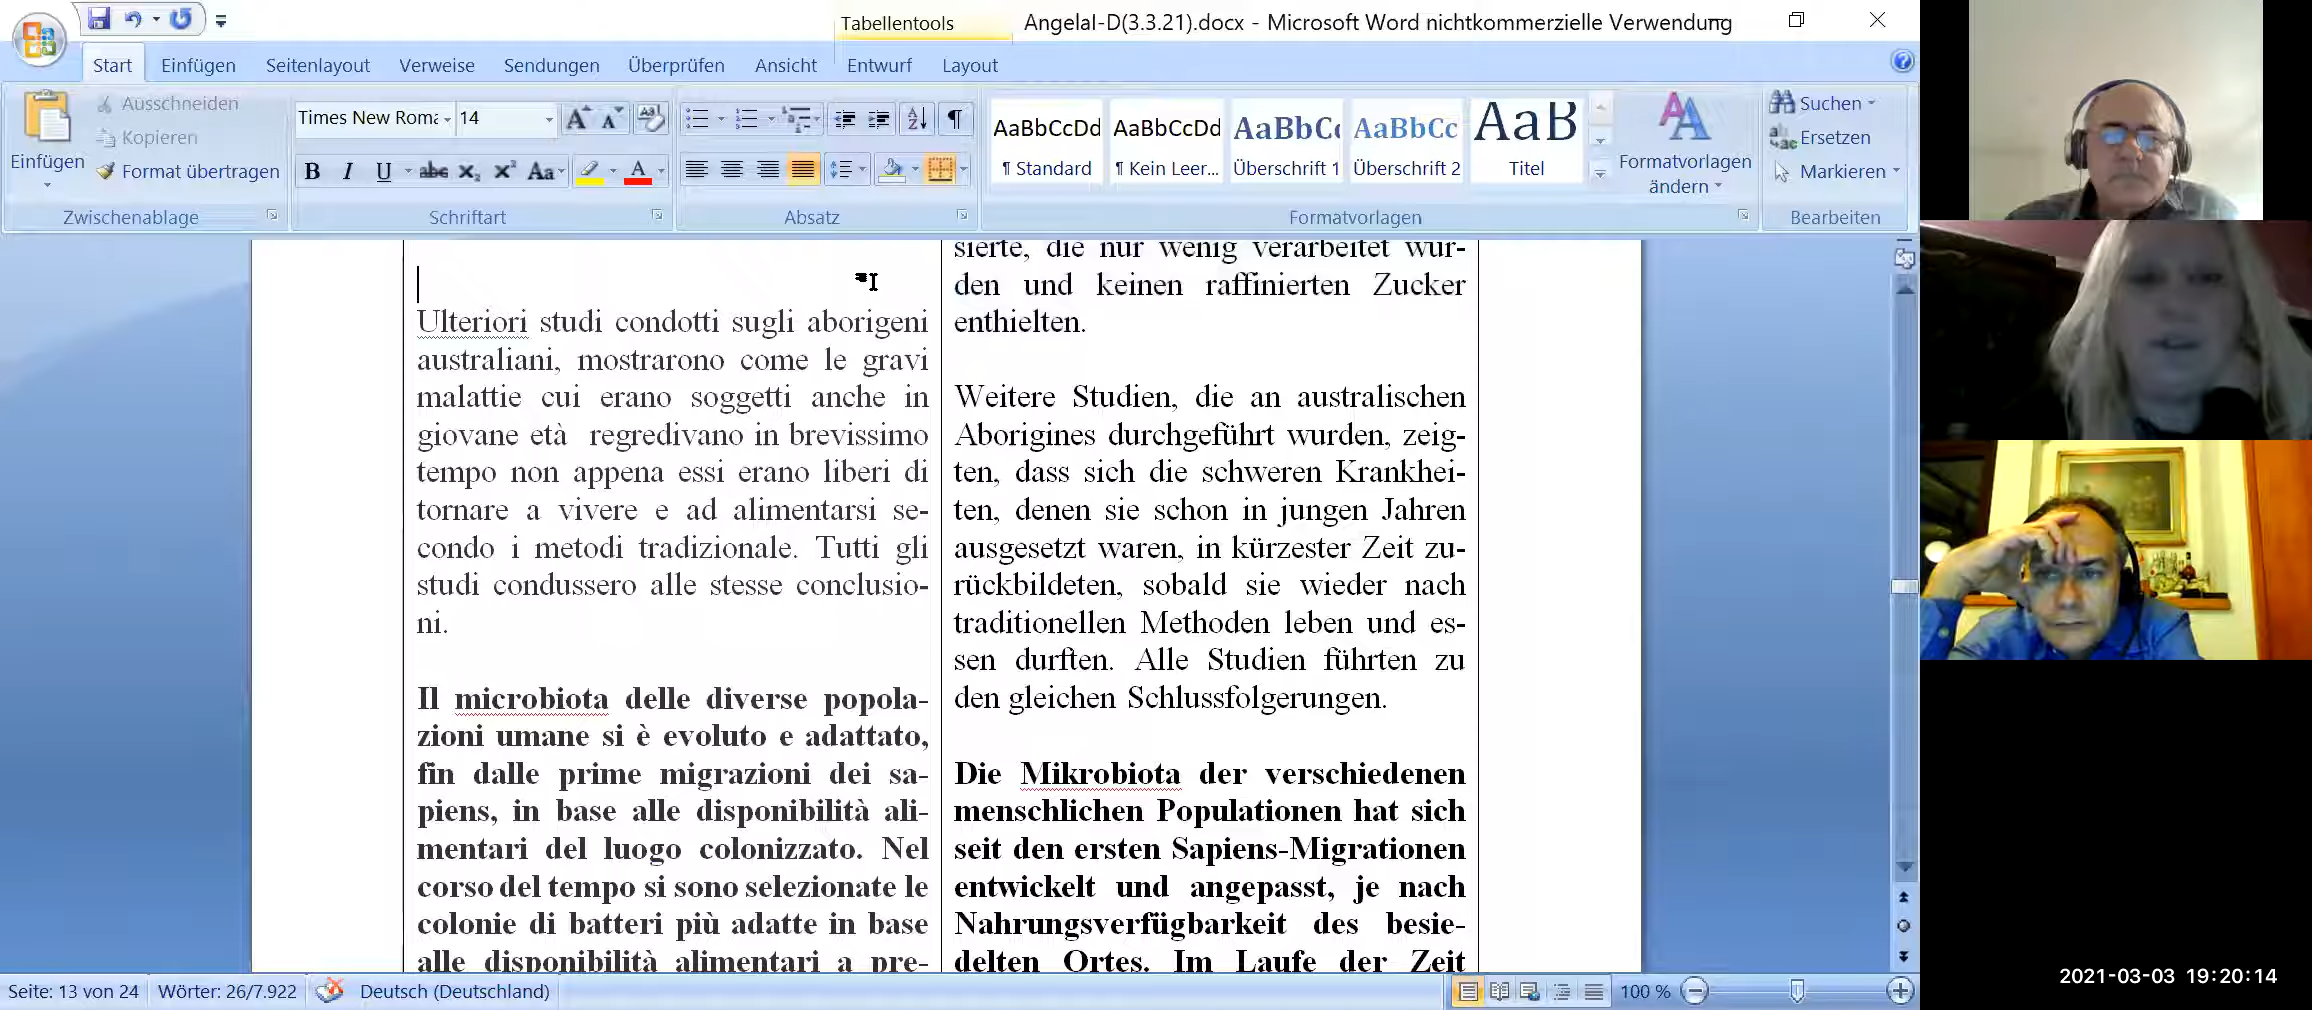 Tabellentools
AngelaI-D(3.3.21).docx - Microsoft Word nichtkommerzielle Verwendung
Start Einfügen Seitenlayout Verweise Sendungen Überprüfen Ansicht Entwurf Layout
Einfügen
Ausschneiden
Kopieren
Format übertragen
Zwischenablage
Times New Roma 14
Schriftart
Absatz
AaBbCcDd AaBbCcDd AaBbC AaBbCc AaB
¶ Standard ¶ Kein Leer... Überschrift 1 Überschrift 2 Titel
Formatvorlagen
ändern
Formatvorlagen
Suchen
Ersetzen
Markieren
Bearbeiten
Ulteriori studi condotti sugli aborigeni
australiani, mostrarono come le gravi
malattie cui erano soggetti anche in
giovane età regredivano in brevissimo
tempo non appena essi erano liberi di
tornare a vivere e ad alimentarsi se-
condo i metodi tradizionale. Tutti gli
studi condussero alle stesse conclusio-
ni.
Il microbiota delle diverse popola-
zioni umane si è evoluto e adattato,
fin dalle prime migrazioni dei sa-
piens, in base alle disponibilità ali-
mentari del luogo colonizzato. Nel
corso del tempo si sono selezionate le
colonie di batteri più adatte in base
alle disponibilità alimentari a pre-
sierte, die nur wenig verarbeitet wur-
den und keinen raffinierten Zucker
enthielten.
Weitere Studien, die an australischen
Aborigines durchgeführt wurden, zeig-
ten, dass sich die schweren Krankhei-
ten, denen sie schon in jungen Jahren
ausgesetzt waren, in kürzester Zeit zu-
rückbildeten, sobald sie wieder nach
traditionellen Methoden leben und es-
sen durften. Alle Studien führten zu
den gleichen Schlussfolgerungen.
Die Mikrobiota der verschiedenen
menschlichen Populationen hat sich
seit den ersten Sapiens-Migrationen
entwickelt und angepasst, je nach
Nahrungsverfügbarkeit des besie-
delten Ortes. Im Laufe der Zeit
Seite: 13 von 24 Wörter: 26/7.922 Deutsch (Deutschland) 100 %
2021-03-03 19:20:14